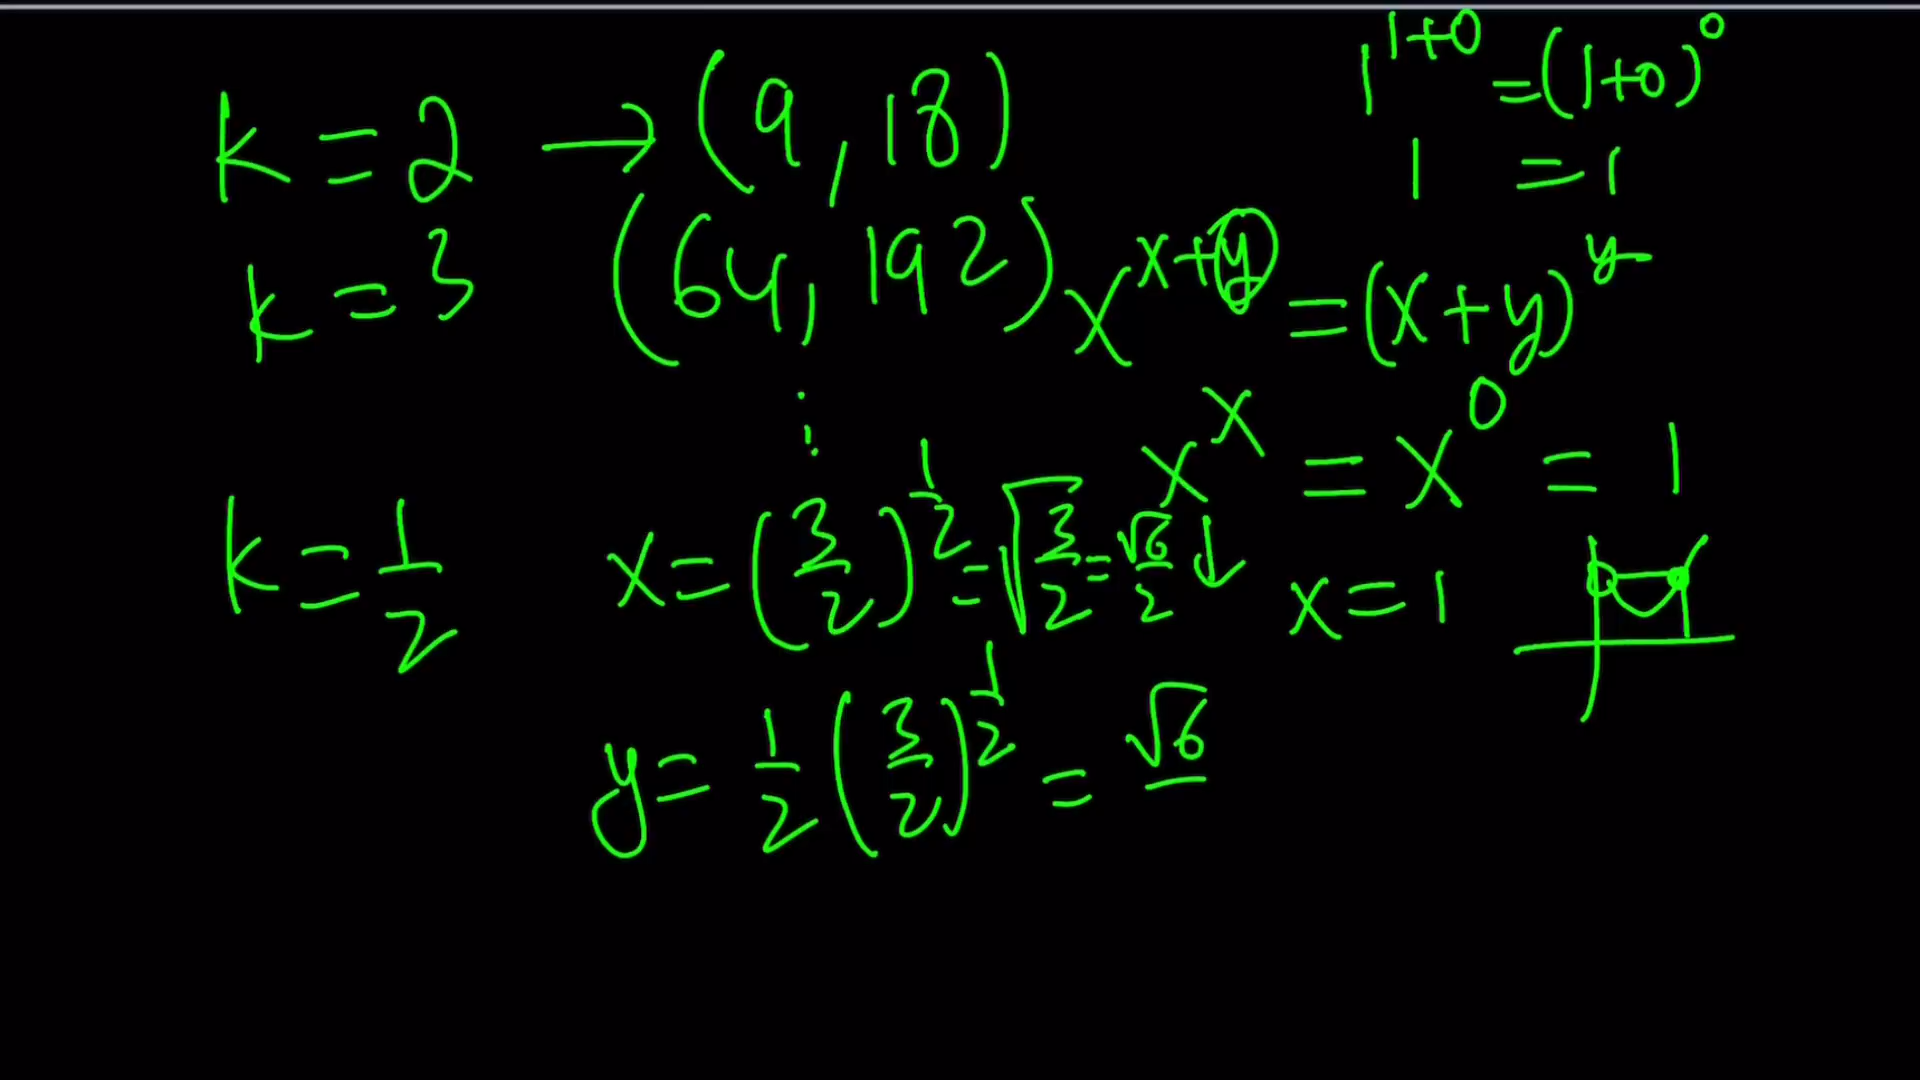 k = 2 → (9, 18)
1^{1+0} = (1+0)^0
1 = 1
k = 3 (64, 192)
x^{x+y} = (x+y)^y
⋮
x^x = x^0 = 1
↓
x = 1
k = 1/2 x = (3/2)^{1/2} = √(3/2) = √6/2
y = 1/2 (3/2)^{1/2} = √6